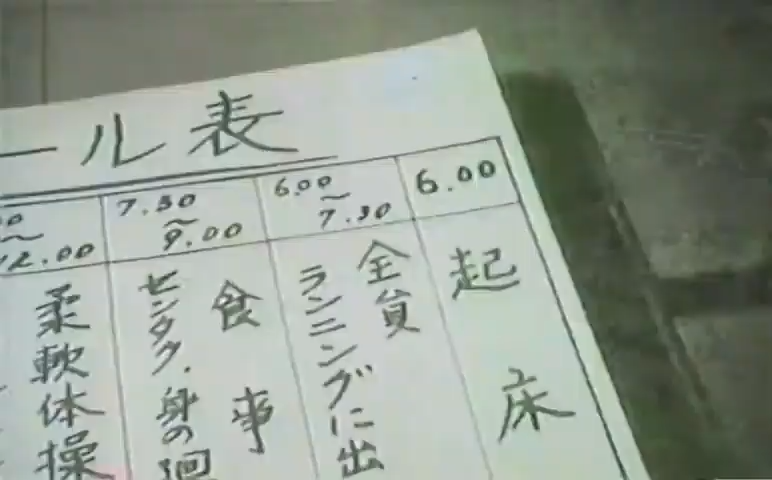 ール表
6.00
起床
6.00
〜
7.30
全員
ランニングに出
7.30
〜
9.00
食事
センタク、身の廻
00
〜
12.00
柔軟体操